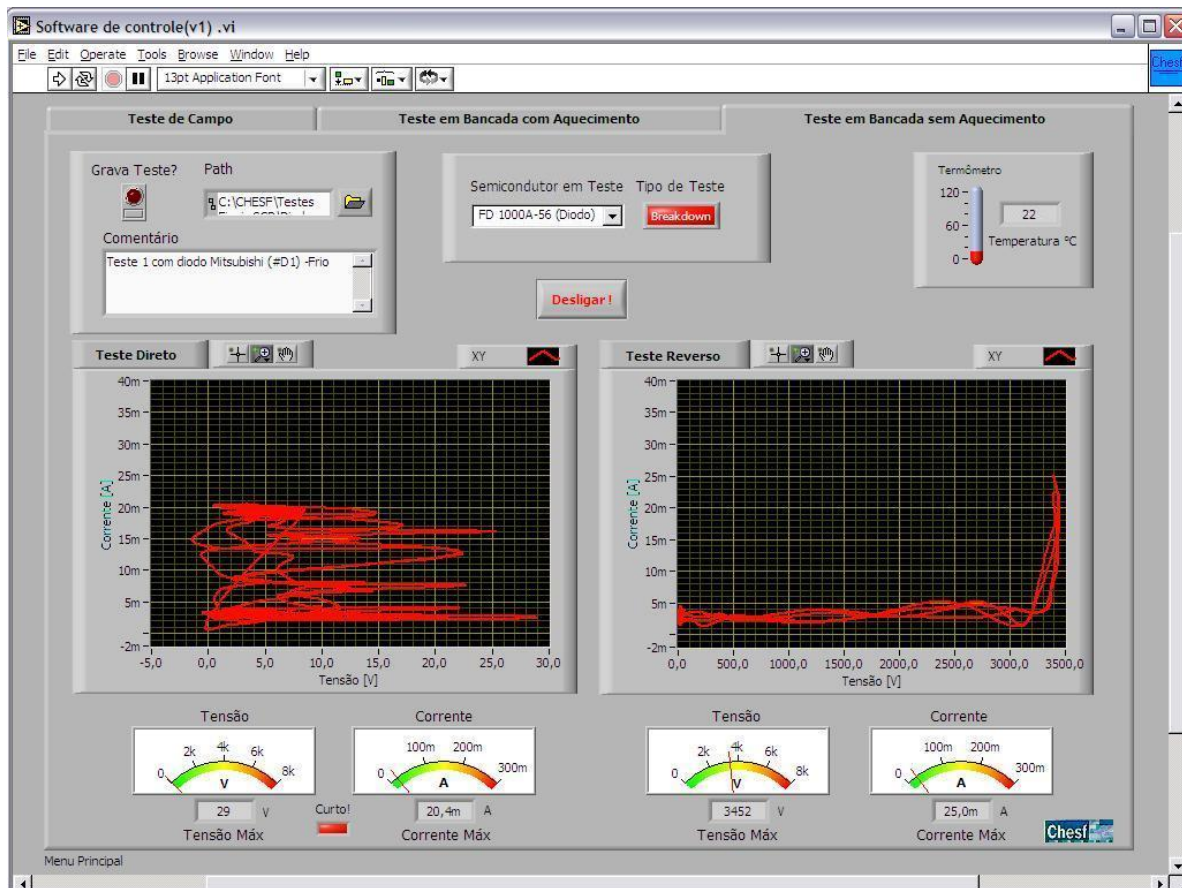 Software de controle(v1) .vi
File Edit Operate Tools Browse Window Help
13pt Application Font
Chesf
Teste de Campo
Teste em Bancada com Aquecimento
Teste em Bancada sem Aquecimento
Grava Teste? Path
C:\CHESF\Testes
Comentário
Teste 1 com diodo Mitsubishi (#D1) -Frio
Semicondutor em Teste Tipo de Teste
FD 1000A-56 (Diodo) Breakdown
Desligar !
Termômetro
120
60
0
22
Temperatura ºC
Teste Direto
XY
40m
35m
30m
25m
20m
15m
10m
5m
-2m
Corrente [A]
-5,0 0,0 5,0 10,0 15,0 20,0 25,0 30,0
Tensão [V]
Teste Reverso
XY
40m
35m
30m
25m
20m
15m
10m
5m
-2m
Corrente [A]
0,0 500,0 1000,0 1500,0 2000,0 2500,0 3000,0 3500,0
Tensão [V]
Tensão
0 2k 4k 6k 8k
V
29 V
Tensão Máx
Curto!
Corrente
0 100m 200m 300m
A
20,4m A
Corrente Máx
Tensão
0 2k 4k 6k 8k
V
3452 V
Tensão Máx
Corrente
0 100m 200m 300m
A
25,0m A
Corrente Máx
Chesf
Menu Principal